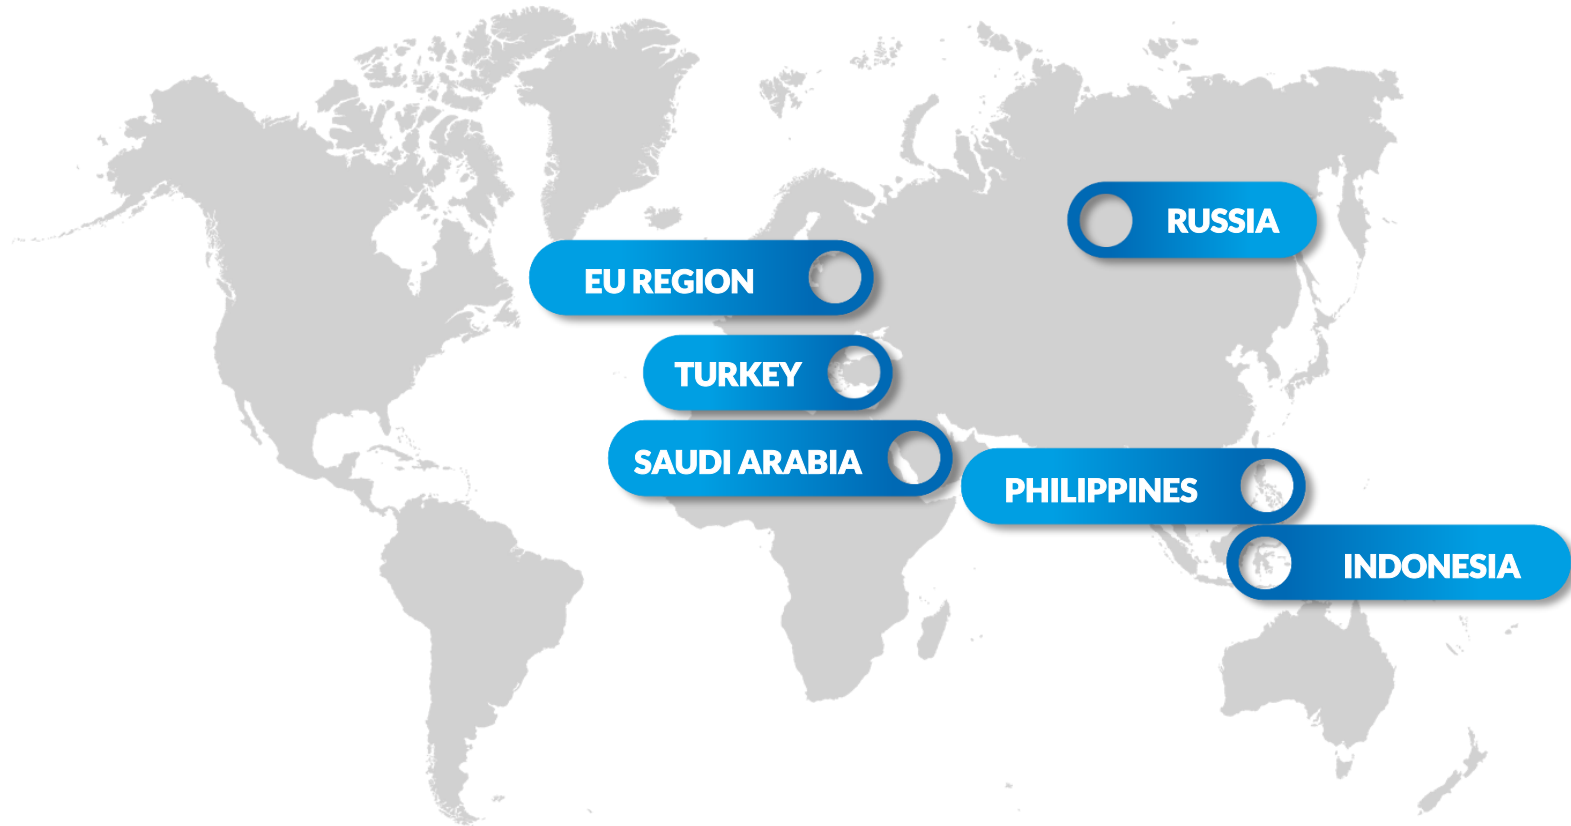 RUSSIA
EU REGION
TURKEY
SAUDI ARABIA
PHILIPPINES
INDONESIA